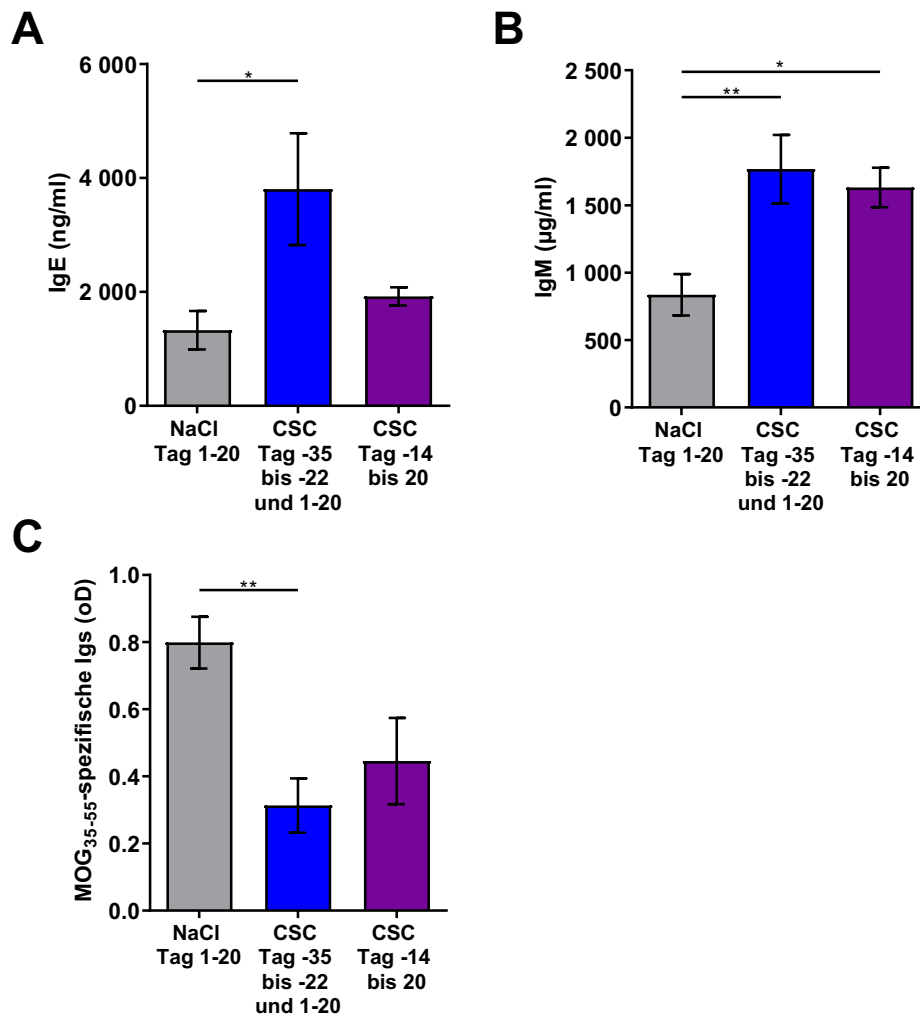 A
IgE (ng/ml)
6 000
4 000
2 000
0
*
NaCl
Tag 1-20
CSC
Tag -35
bis -22
und 1-20
CSC
Tag -14
bis 20
B
IgM (µg/ml)
2 500
2 000
1 500
1 000
500
0
*
**
NaCl
Tag 1-20
CSC
Tag -35
bis -22
und 1-20
CSC
Tag -14
bis 20
C
MOG35-55-spezifische Igs (oD)
1.0
0.8
0.6
0.4
0.2
0.0
**
NaCl
Tag 1-20
CSC
Tag -35
bis -22
und 1-20
CSC
Tag -14
bis 20